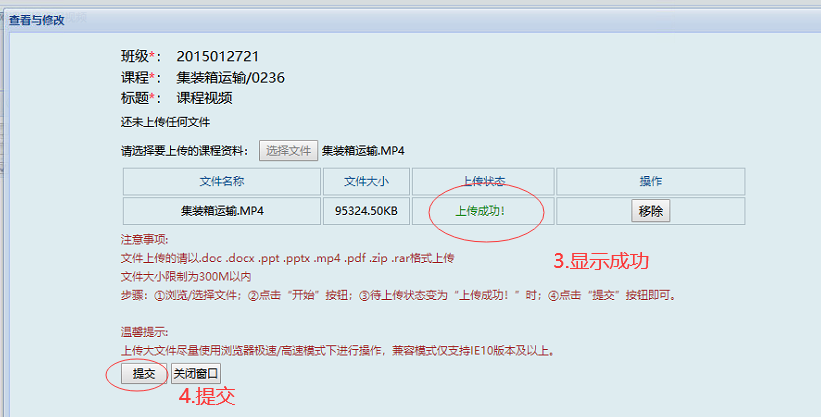 查看与修改
班级*： 2015012721
课程*： 集装箱运输/0236
标题*： 课程视频
还未上传任何文件
请选择要上传的课程资料： 选择文件 集装箱运输.MP4
文件名称 文件大小 上传状态 操作
集装箱运输.MP4 95324.50KB 上传成功！ 移除
注意事项:
文件上传的请以.doc .docx .ppt .pptx .mp4 .pdf .zip .rar格式上传
3.显示成功
文件大小限制为300M以内
步骤：①浏览/选择文件；②点击“开始”按钮；③待上传状态变为“上传成功！”时；④点击“提交”按钮即可。
温馨提示:
上传大文件尽量使用浏览器极速/高速模式下进行操作，兼容模式仅支持IE10版本及以上。
提交 关闭窗口
4.提交